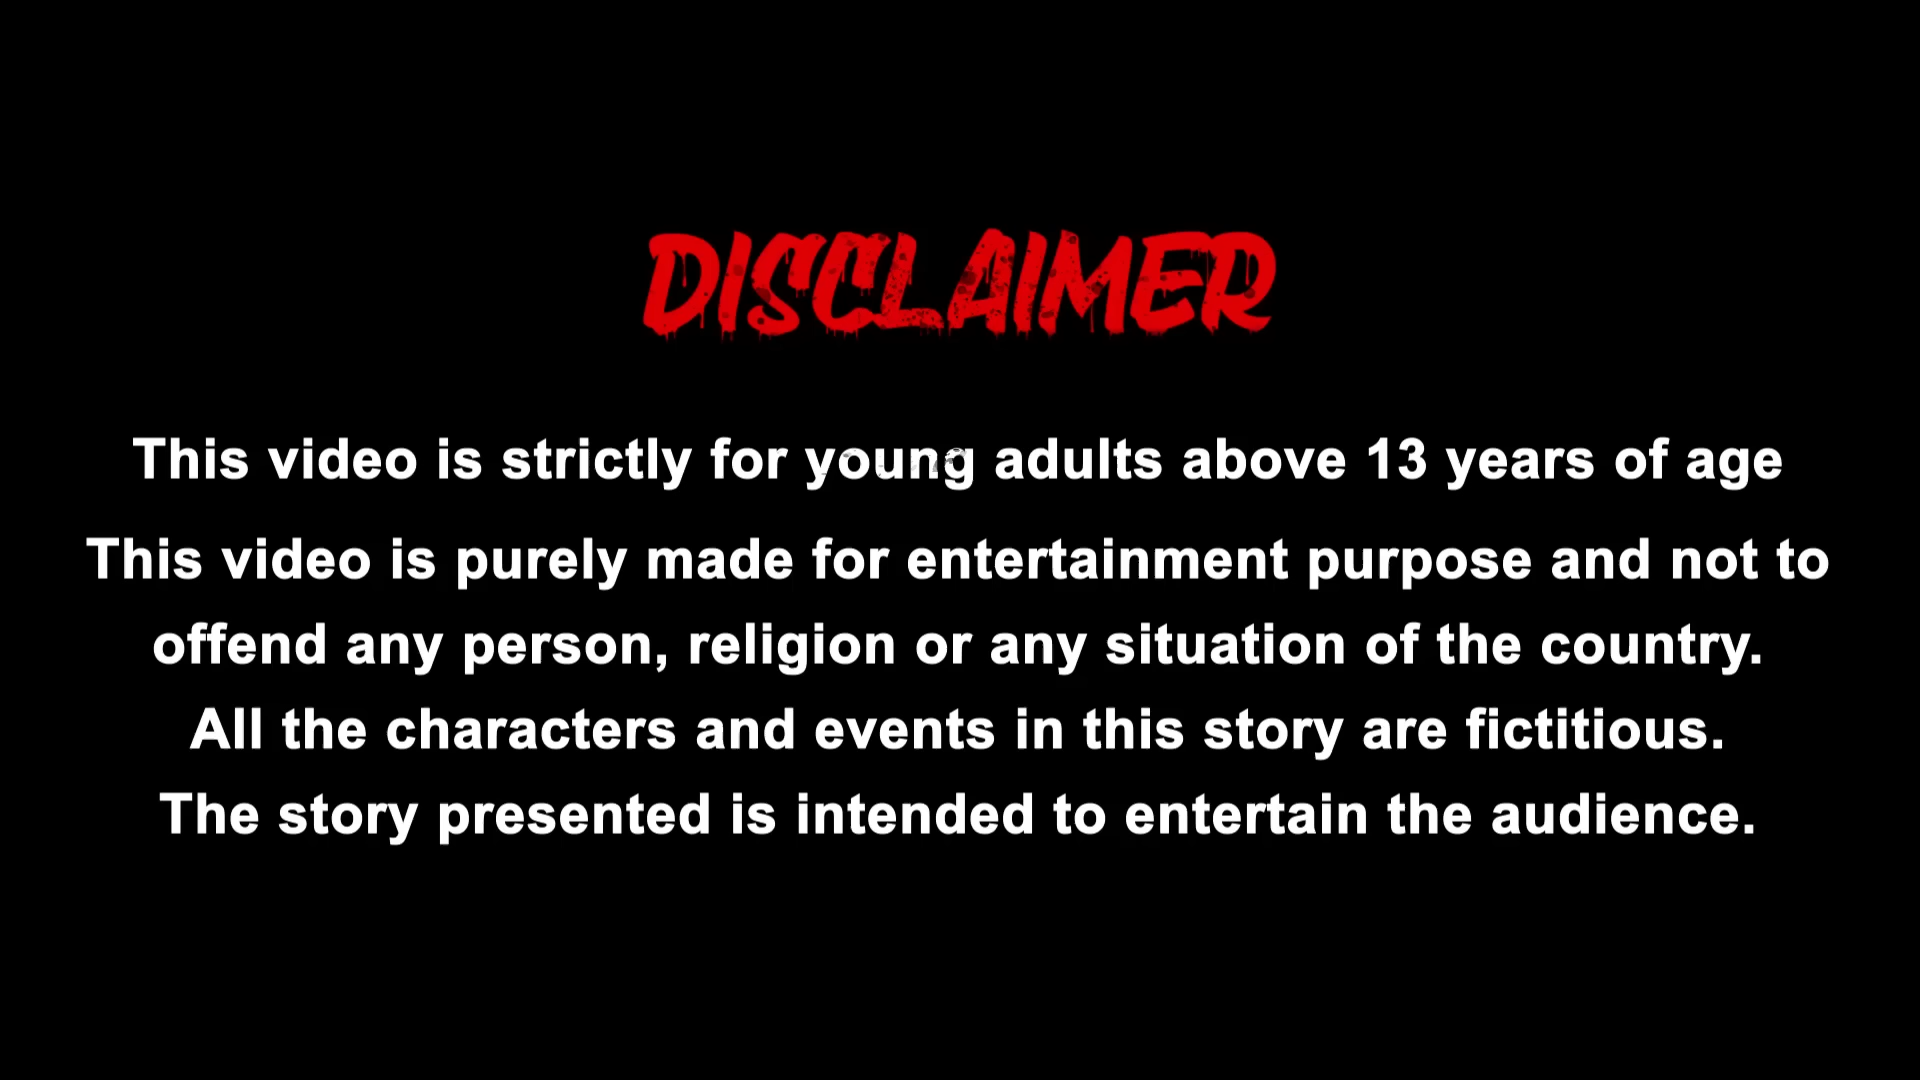 DISCLAIMER
This video is strictly for young adults above 13 years of age
This video is purely made for entertainment purpose and not to
offend any person, religion or any situation of the country.
All the characters and events in this story are fictitious.
The story presented is intended to entertain the audience.